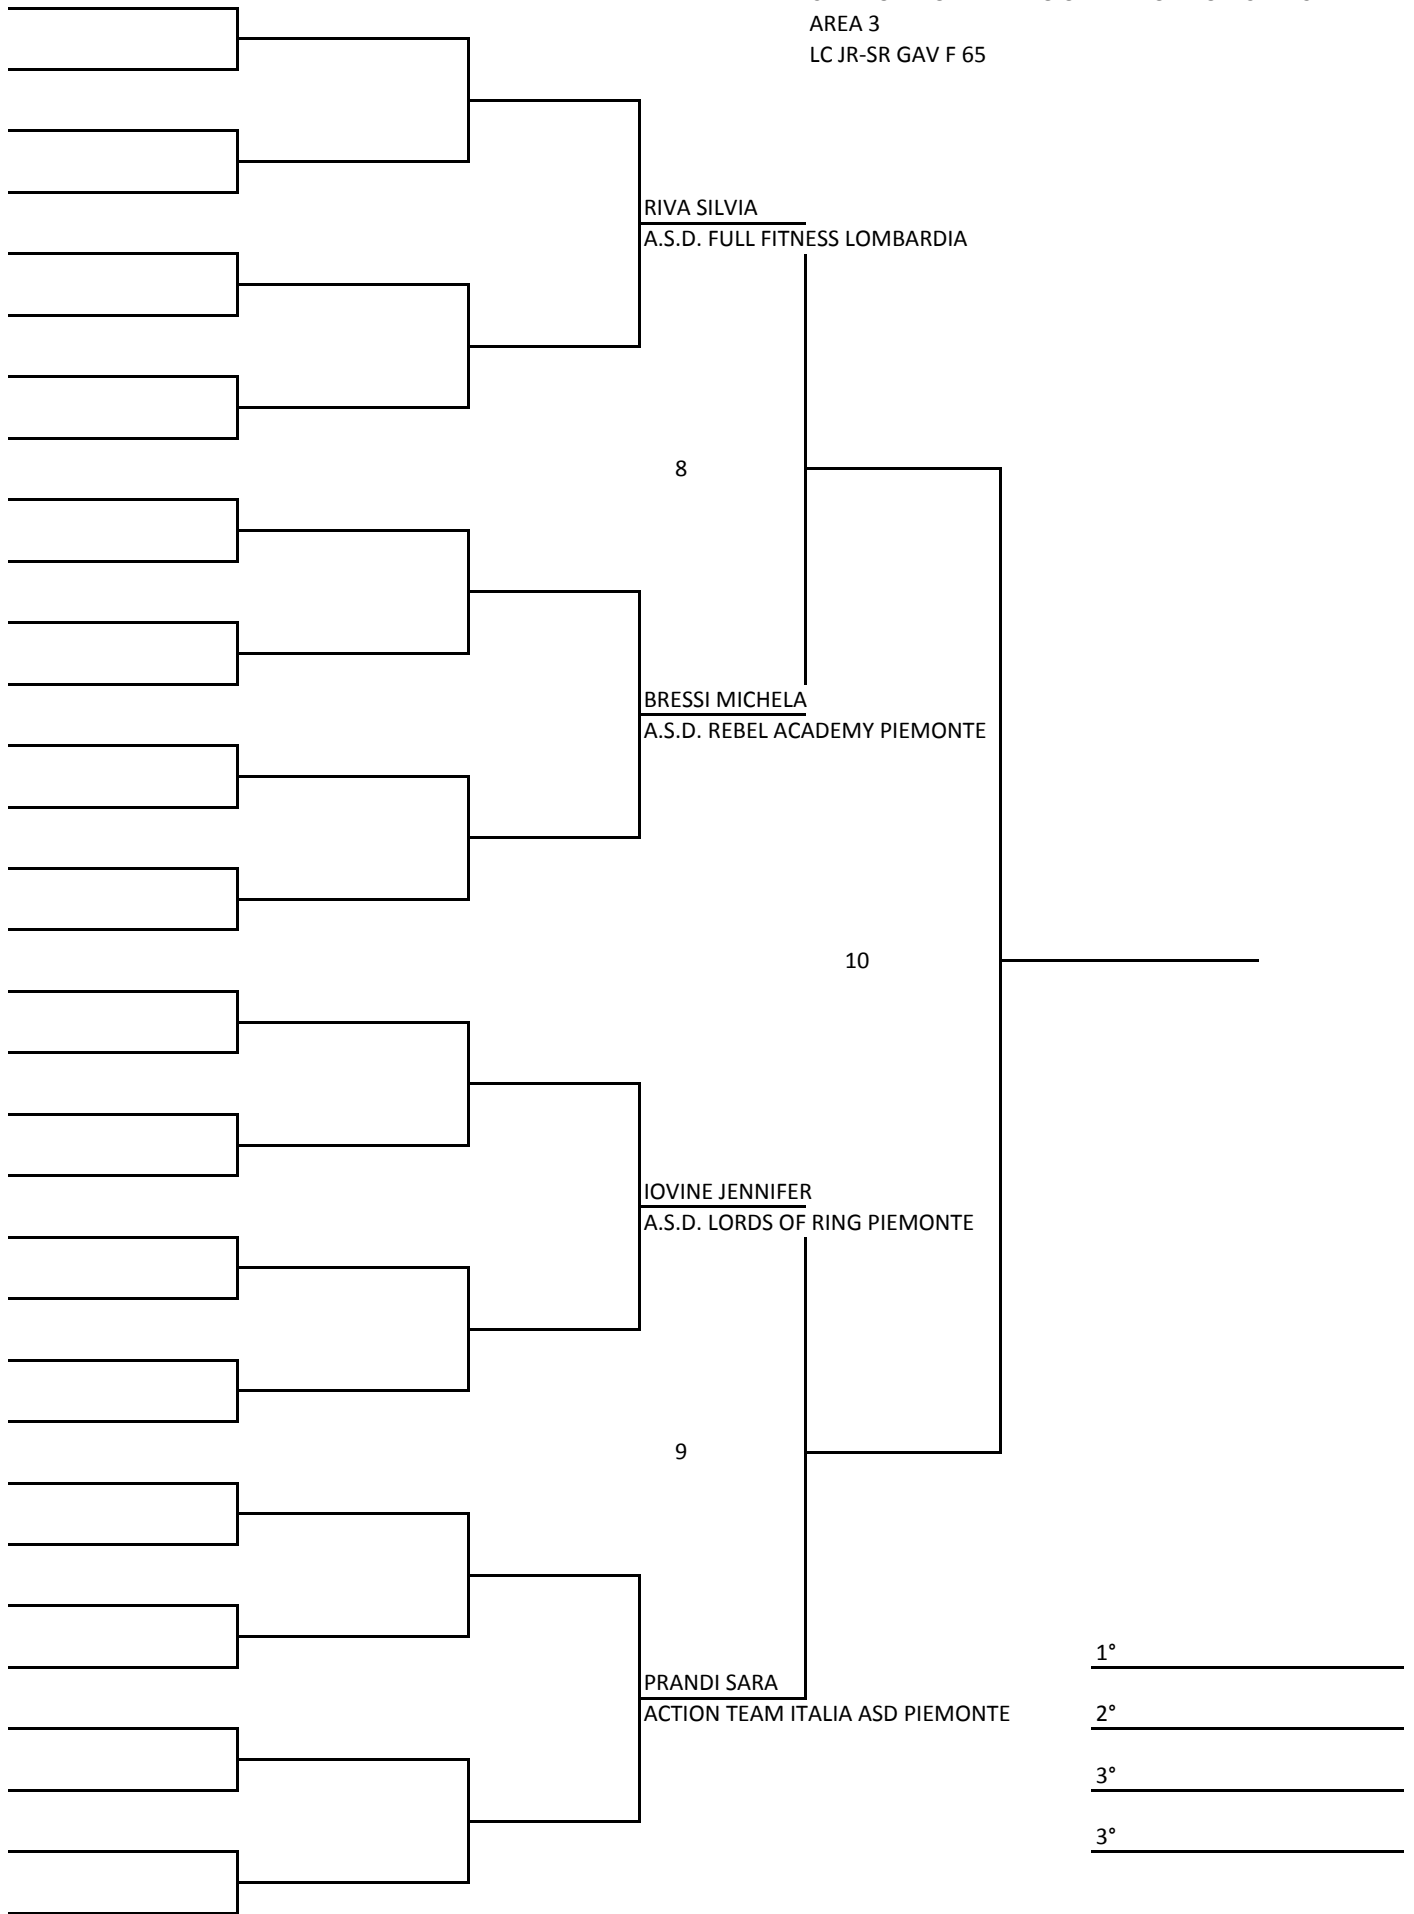 AREA 3
LC JR-SR GAV F 65
RIVA SILVIA
A.S.D. FULL FITNESS LOMBARDIA
8
BRESSI MICHELA
A.S.D. REBEL ACADEMY PIEMONTE
10
IOVINE JENNIFER
A.S.D. LORDS OF RING PIEMONTE
9
PRANDI SARA
ACTION TEAM ITALIA ASD PIEMONTE
1°
2°
3°
3°